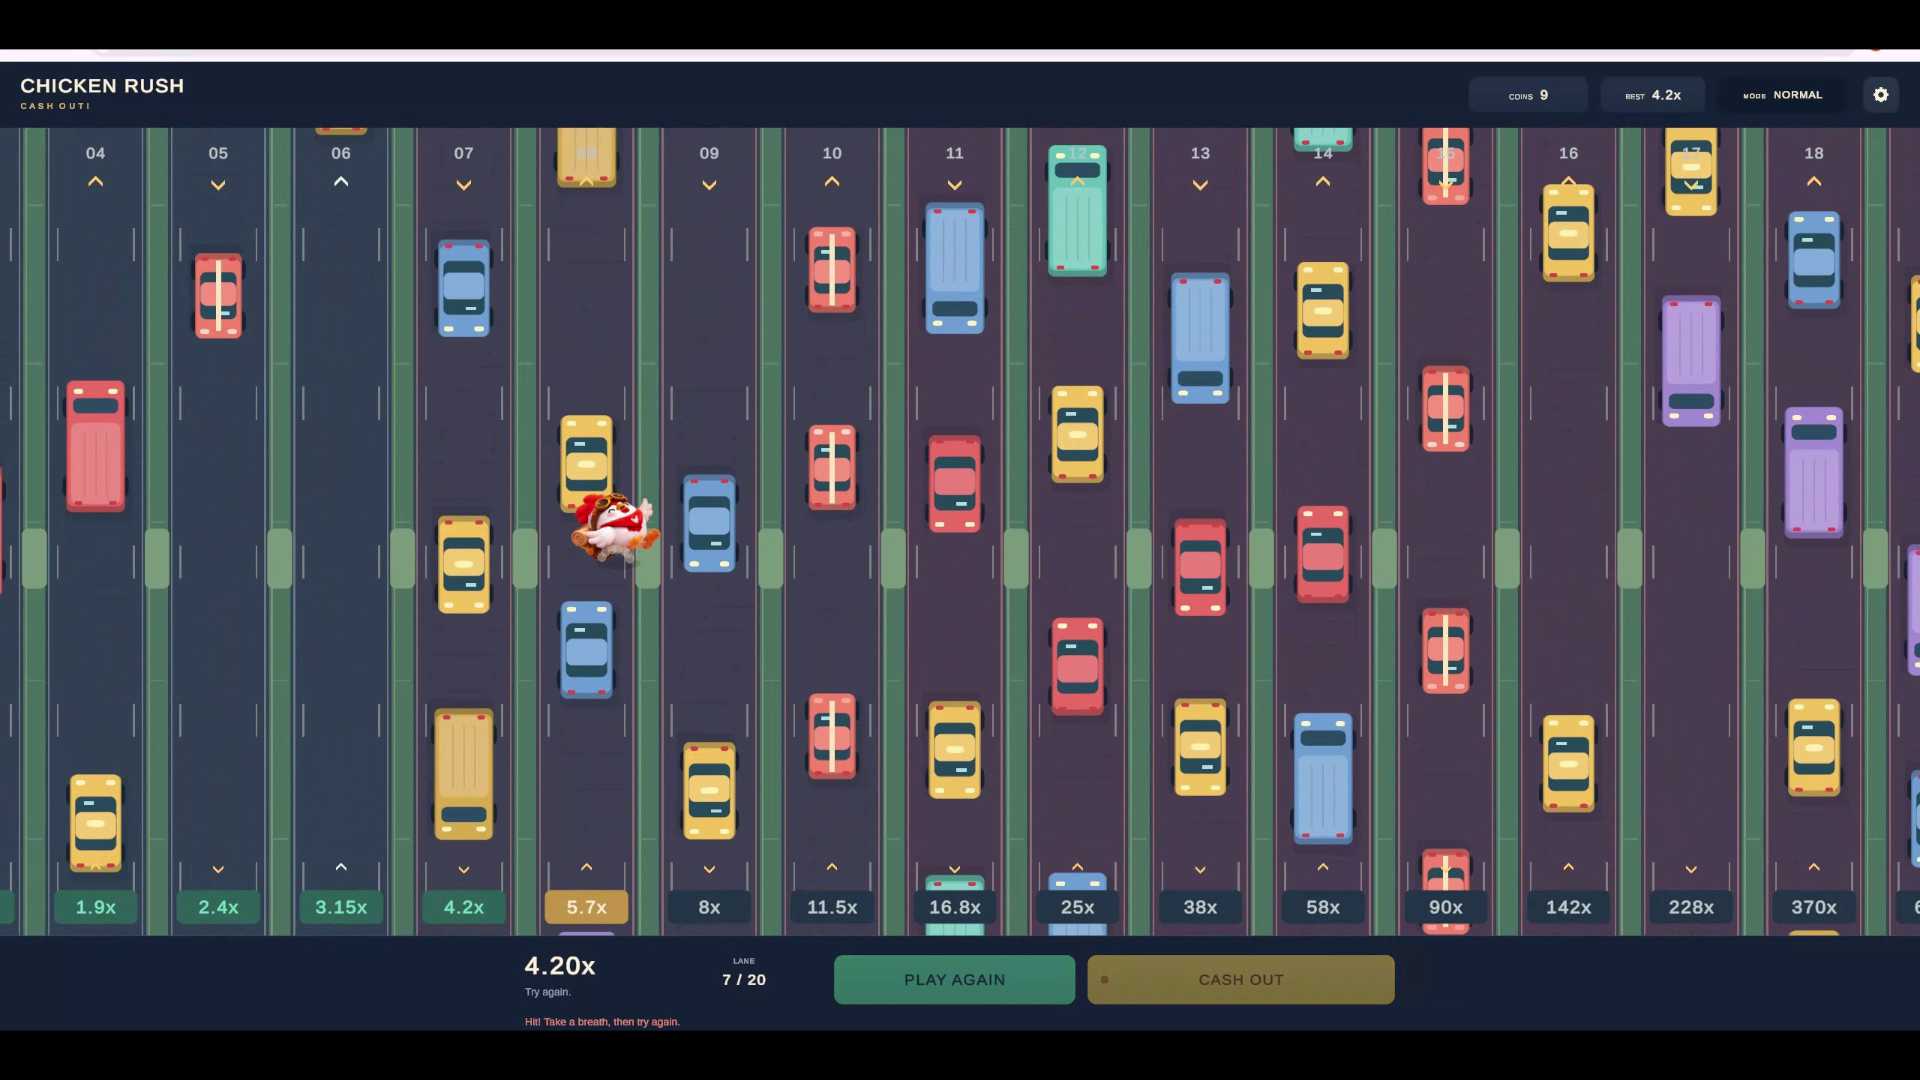 CHICKEN RUSH
CASH OUT!
COINS 9
BEST 4.2x
MODE NORMAL
04 05 06 07 09 10 11 12 13 14 15 16 17 18
1.9x 2.4x 3.15x 4.2x 5.7x 8x 11.5x 16.8x 25x 38x 58x 90x 142x 228x 370x
4.20x
Try again.
LANE
7 / 20
PLAY AGAIN
CASH OUT
Hit! Take a breath, then try again.